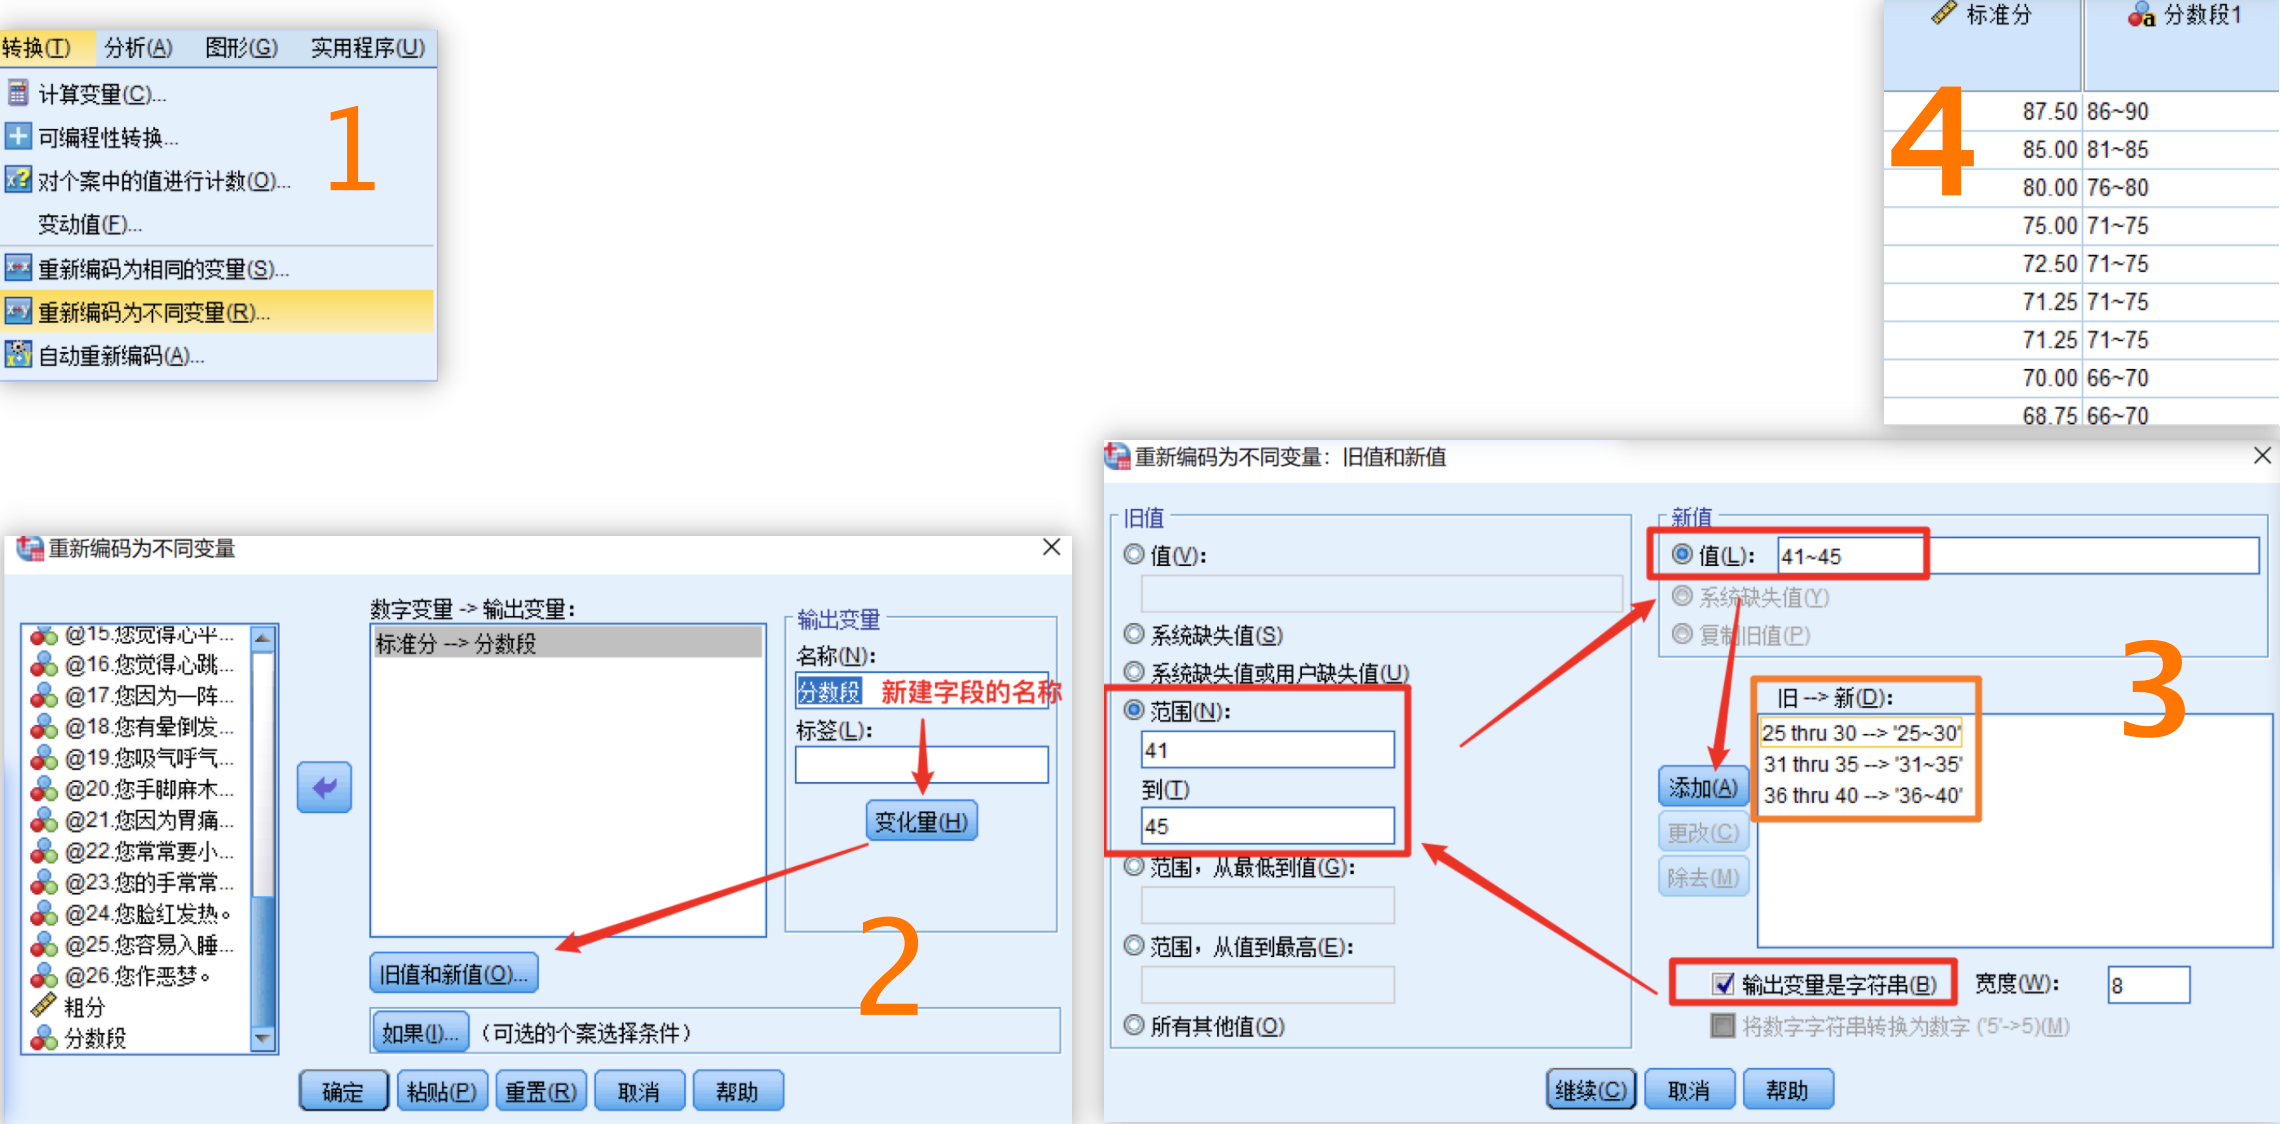 转换(T) 分析(A) 图形(G) 实用程序(U)
计算变量(C)...
可编程性转换...
对个案中的值进行计数(O)...
变动值(F)...
重新编码为相同的变量(S)...
重新编码为不同变量(R)...
自动重新编码(A)...
1
重新编码为不同变量
@15.您觉得心平...
@16.您觉得心跳...
@17.您因为一阵...
@18.您有晕倒发...
@19.您吸气呼气...
@20.您手脚麻木...
@21.您因为胃痛...
@22.您常常要小...
@23.您的手常常...
@24.您脸红发热。
@25.您容易入睡...
@26.您作恶梦。
粗分
分数段
数字变量 -> 输出变量：
标准分 --> 分数段
输出变量
名称(N)：
分数段 新建字段的名称
标签(L)：
变化量(H)
旧值和新值(O)...
如果(I)... （可选的个案选择条件）
确定 粘贴(P) 重置(R) 取消 帮助
2
重新编码为不同变量：旧值和新值
旧值
值(V)：
系统缺失值(S)
系统缺失值或用户缺失值(U)
范围(N)：
41
到(T)
45
范围，从最低到值(G)：
范围，从值到最高(E)：
所有其他值(O)
新值
值(L)： 41~45
系统缺失值(Y)
复制旧值(P)
旧 --> 新(D)：
25 thru 30 --> '25~30'
31 thru 35 --> '31~35'
36 thru 40 --> '36~40'
添加(A)
更改(C)
除去(M)
输出变量是字符串(B) 宽度(W)： 8
将数字字符串转换为数字 ('5'->5)(M)
继续(C) 取消 帮助
3
标准分 分数段1
87.50 86~90
85.00 81~85
80.00 76~80
75.00 71~75
72.50 71~75
71.25 71~75
71.25 71~75
70.00 66~70
68.75 66~70
4